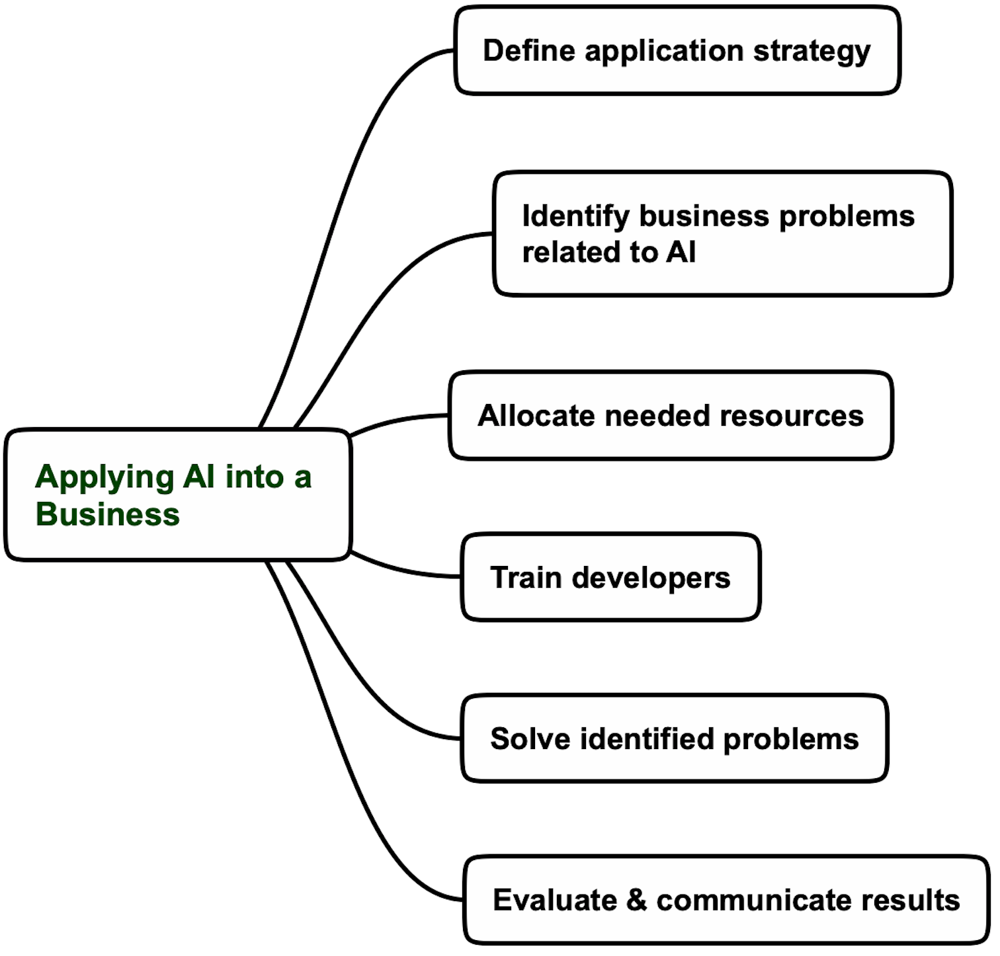 Define application strategy
Identify business problems
related to AI
Allocate needed resources
Applying AI into a
Business
Train developers
Solve identified problems
Evaluate & communicate results